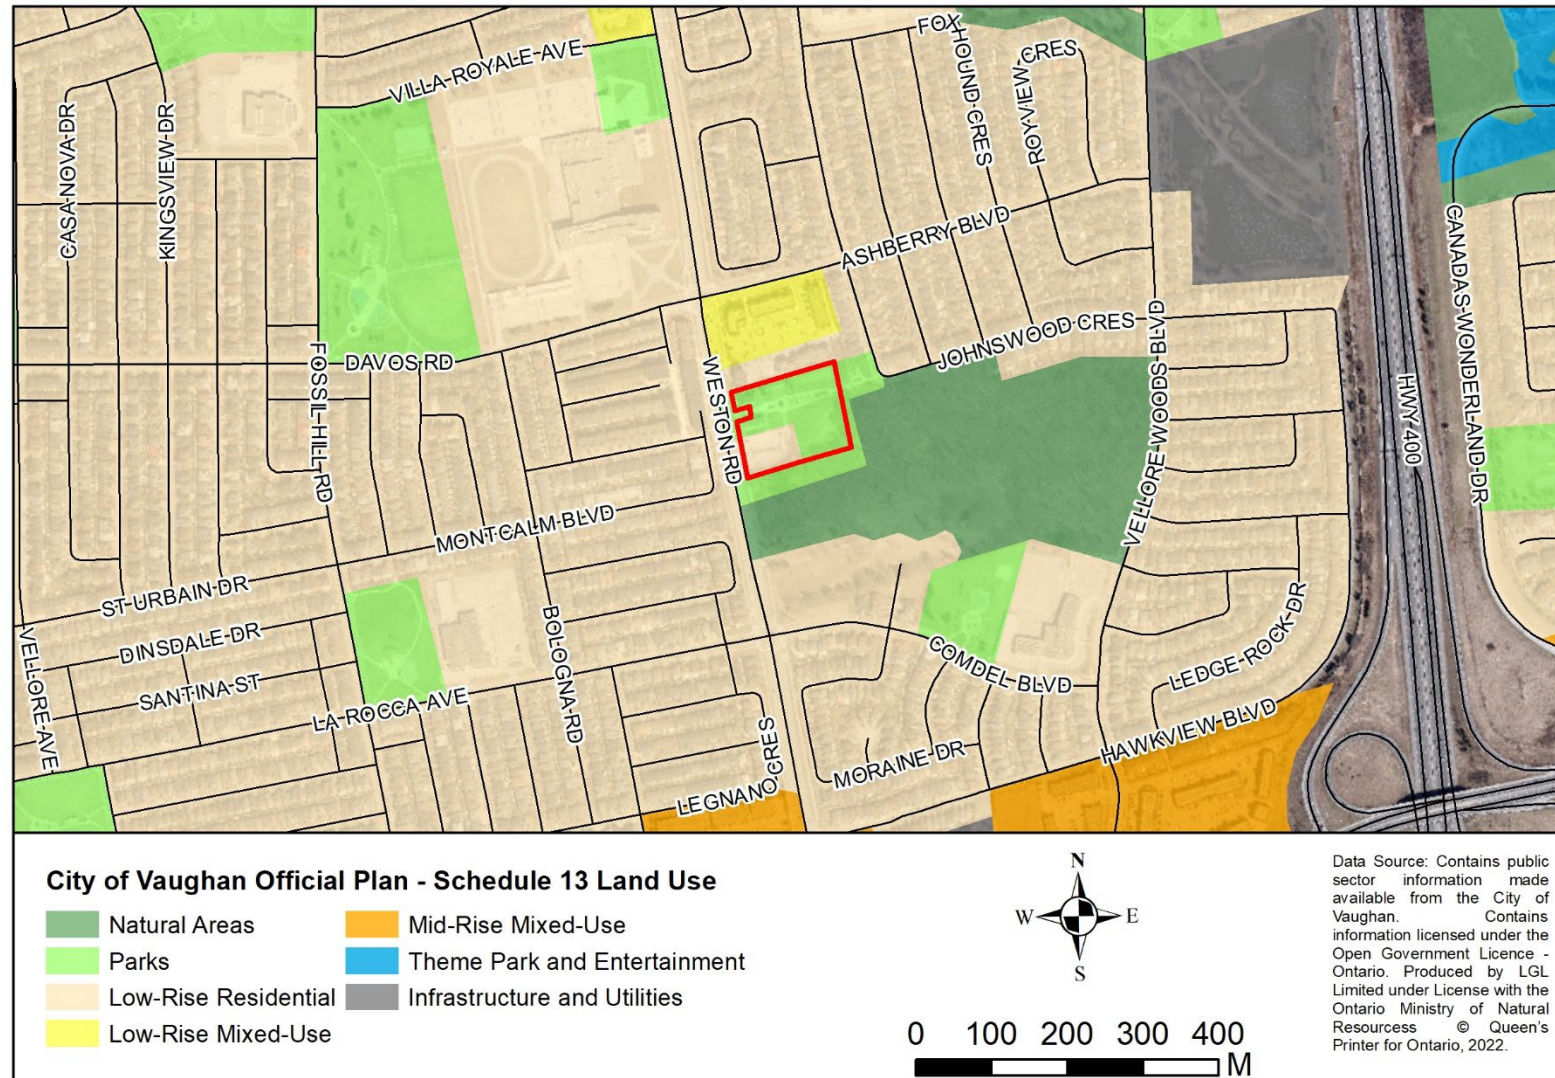 FOX
HOUND CRES
ROYVIEW CRES
VILLA ROYALE AVE
CASA NOVA DR
KINGSVIEW DR
ASHBERRY BLVD
CANADAS WONDERLAND DR
JOHNSWOOD CRES
DAVOS RD
FOSSIL HILL RD
WESTON RD
VELLORE WOODS BLVD
HWY 400
MONTCALM BLVD
ST URBAIN DR
DINSDALE DR
SANTINA ST
VELLORE AVE
LA ROCCA AVE
BOLOGNA RD
LEGNANO CRES
COMDEL BLVD
LEDGE ROCK DR
MORAINE DR
HAWKVIEW BLVD
City of Vaughan Official Plan - Schedule 13 Land Use
Natural Areas
Parks
Low-Rise Residential
Low-Rise Mixed-Use
Mid-Rise Mixed-Use
Theme Park and Entertainment
Infrastructure and Utilities
N
W E
S
0 100 200 300 400
M
Data Source: Contains public
sector information made
available from the City of
Vaughan. Contains
information licensed under the
Open Government Licence -
Ontario. Produced by LGL
Limited under License with the
Ontario Ministry of Natural
Resourcess © Queen's
Printer for Ontario, 2022.